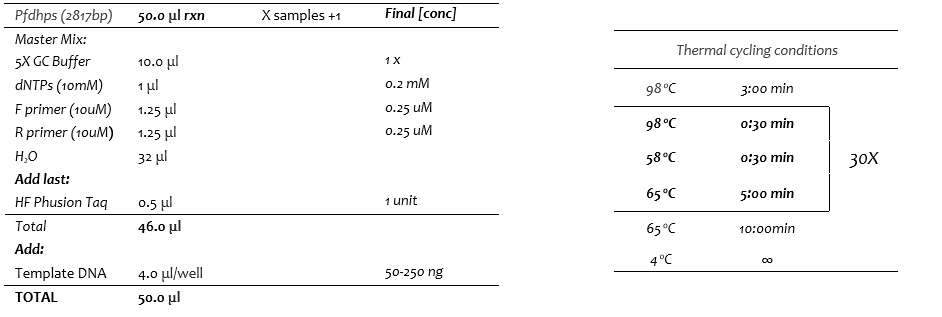 Pfdhps (2817bp) 50.0 µl rxn X samples +1 Final [conc]
Master Mix:
5X GC Buffer 10.0 µl 1 x
dNTPs (10mM) 1 µl 0.2 mM
F primer (10uM) 1.25 µl 0.25 uM
R primer (10uM) 1.25 µl 0.25 uM
H₂O 32 µl
Add last:
HF Phusion Taq 0.5 µl 1 unit
Total 46.0 µl
Add:
Template DNA 4.0 µl/well 50-250 ng
TOTAL 50.0 µl
Thermal cycling conditions
98°C 3:00 min
98°C 0:30 min
58°C 0:30 min
30X
65°C 5:00 min
65°C 10:00min
4°C ∞